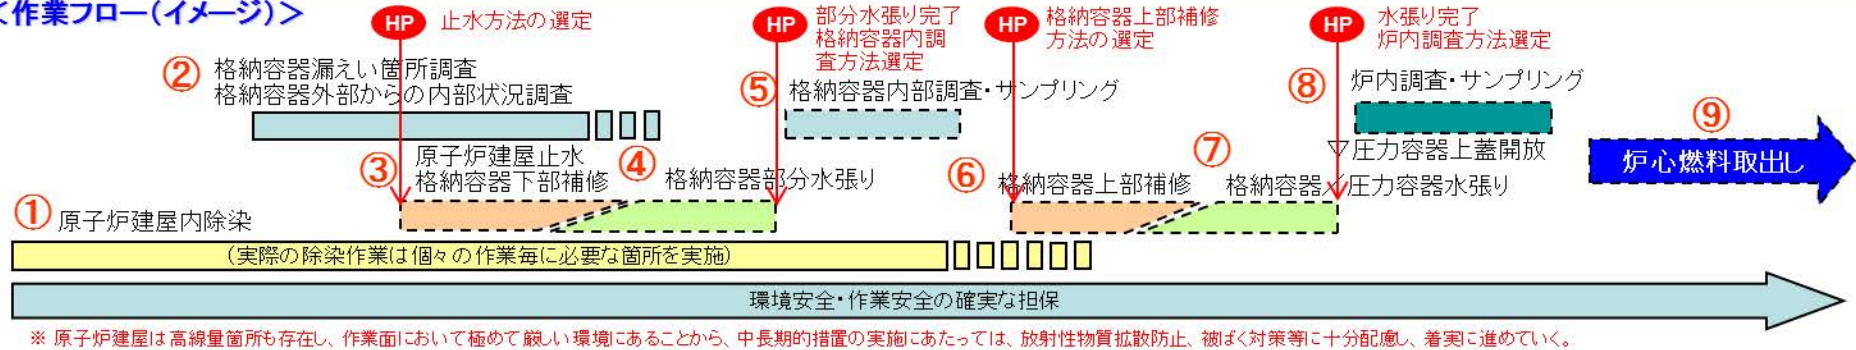 ＜作業フロー（イメージ）＞
HP
止水方法の選定
HP
部分水張り完了
格納容器内調
査方法選定
HP
格納容器上部補修
方法の選定
HP
水張り完了
炉内調査方法選定
②
格納容器漏えい箇所調査
格納容器外部からの内部状況調査
⑤
格納容器内部調査・サンプリング
⑧
炉内調査・サンプリング
▽圧力容器上蓋開放
⑨
炉心燃料取出し
③
原子炉建屋止水
格納容器下部補修
④
格納容器部分水張り
⑥
格納容器上部補修
⑦
格納容器／圧力容器水張り
①
原子炉建屋内除染
（実際の除染作業は個々の作業毎に必要な箇所を実施）
環境安全・作業安全の確実な担保
※ 原子炉建屋は高線量箇所も存在し、作業面において極めて厳しい環境にあることから、中長期的措置の実施にあたっては、放射性物質拡散防止、被ばく対策等に十分配慮し、着実に進めていく。